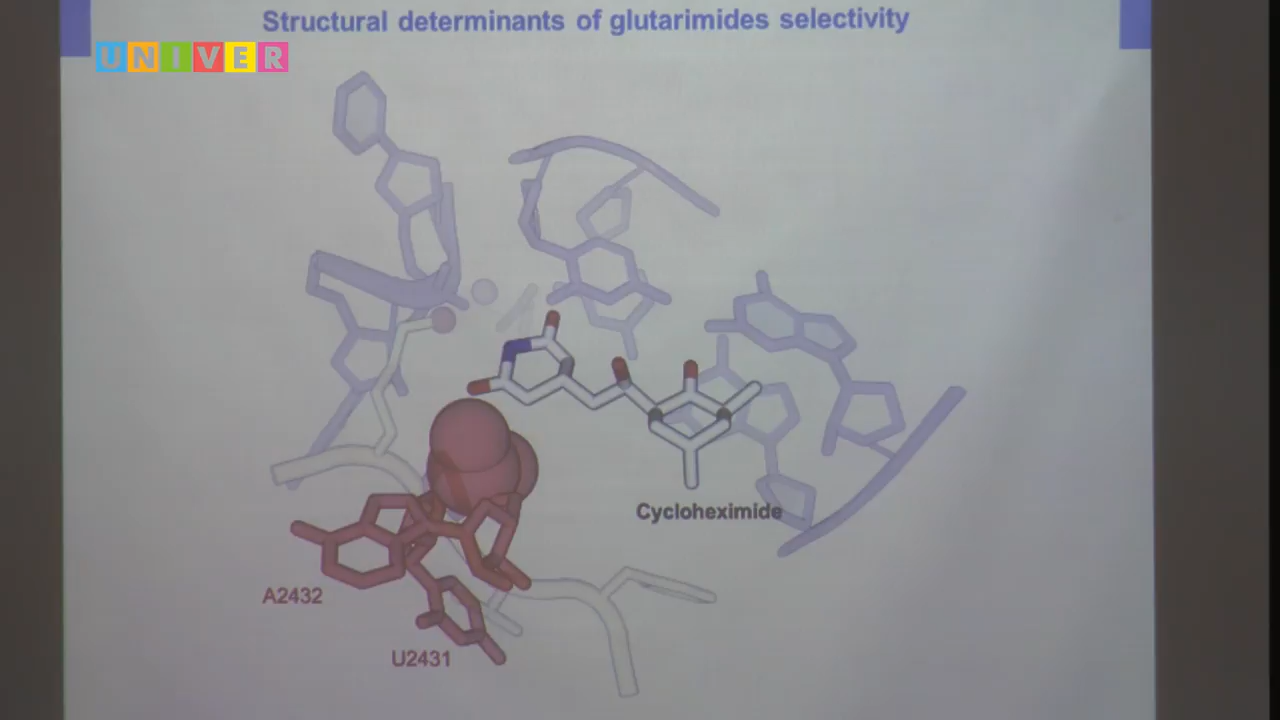 Structural determinants of glutarimides selectivity
UNIVER
Cycloheximide
A2432
U2431